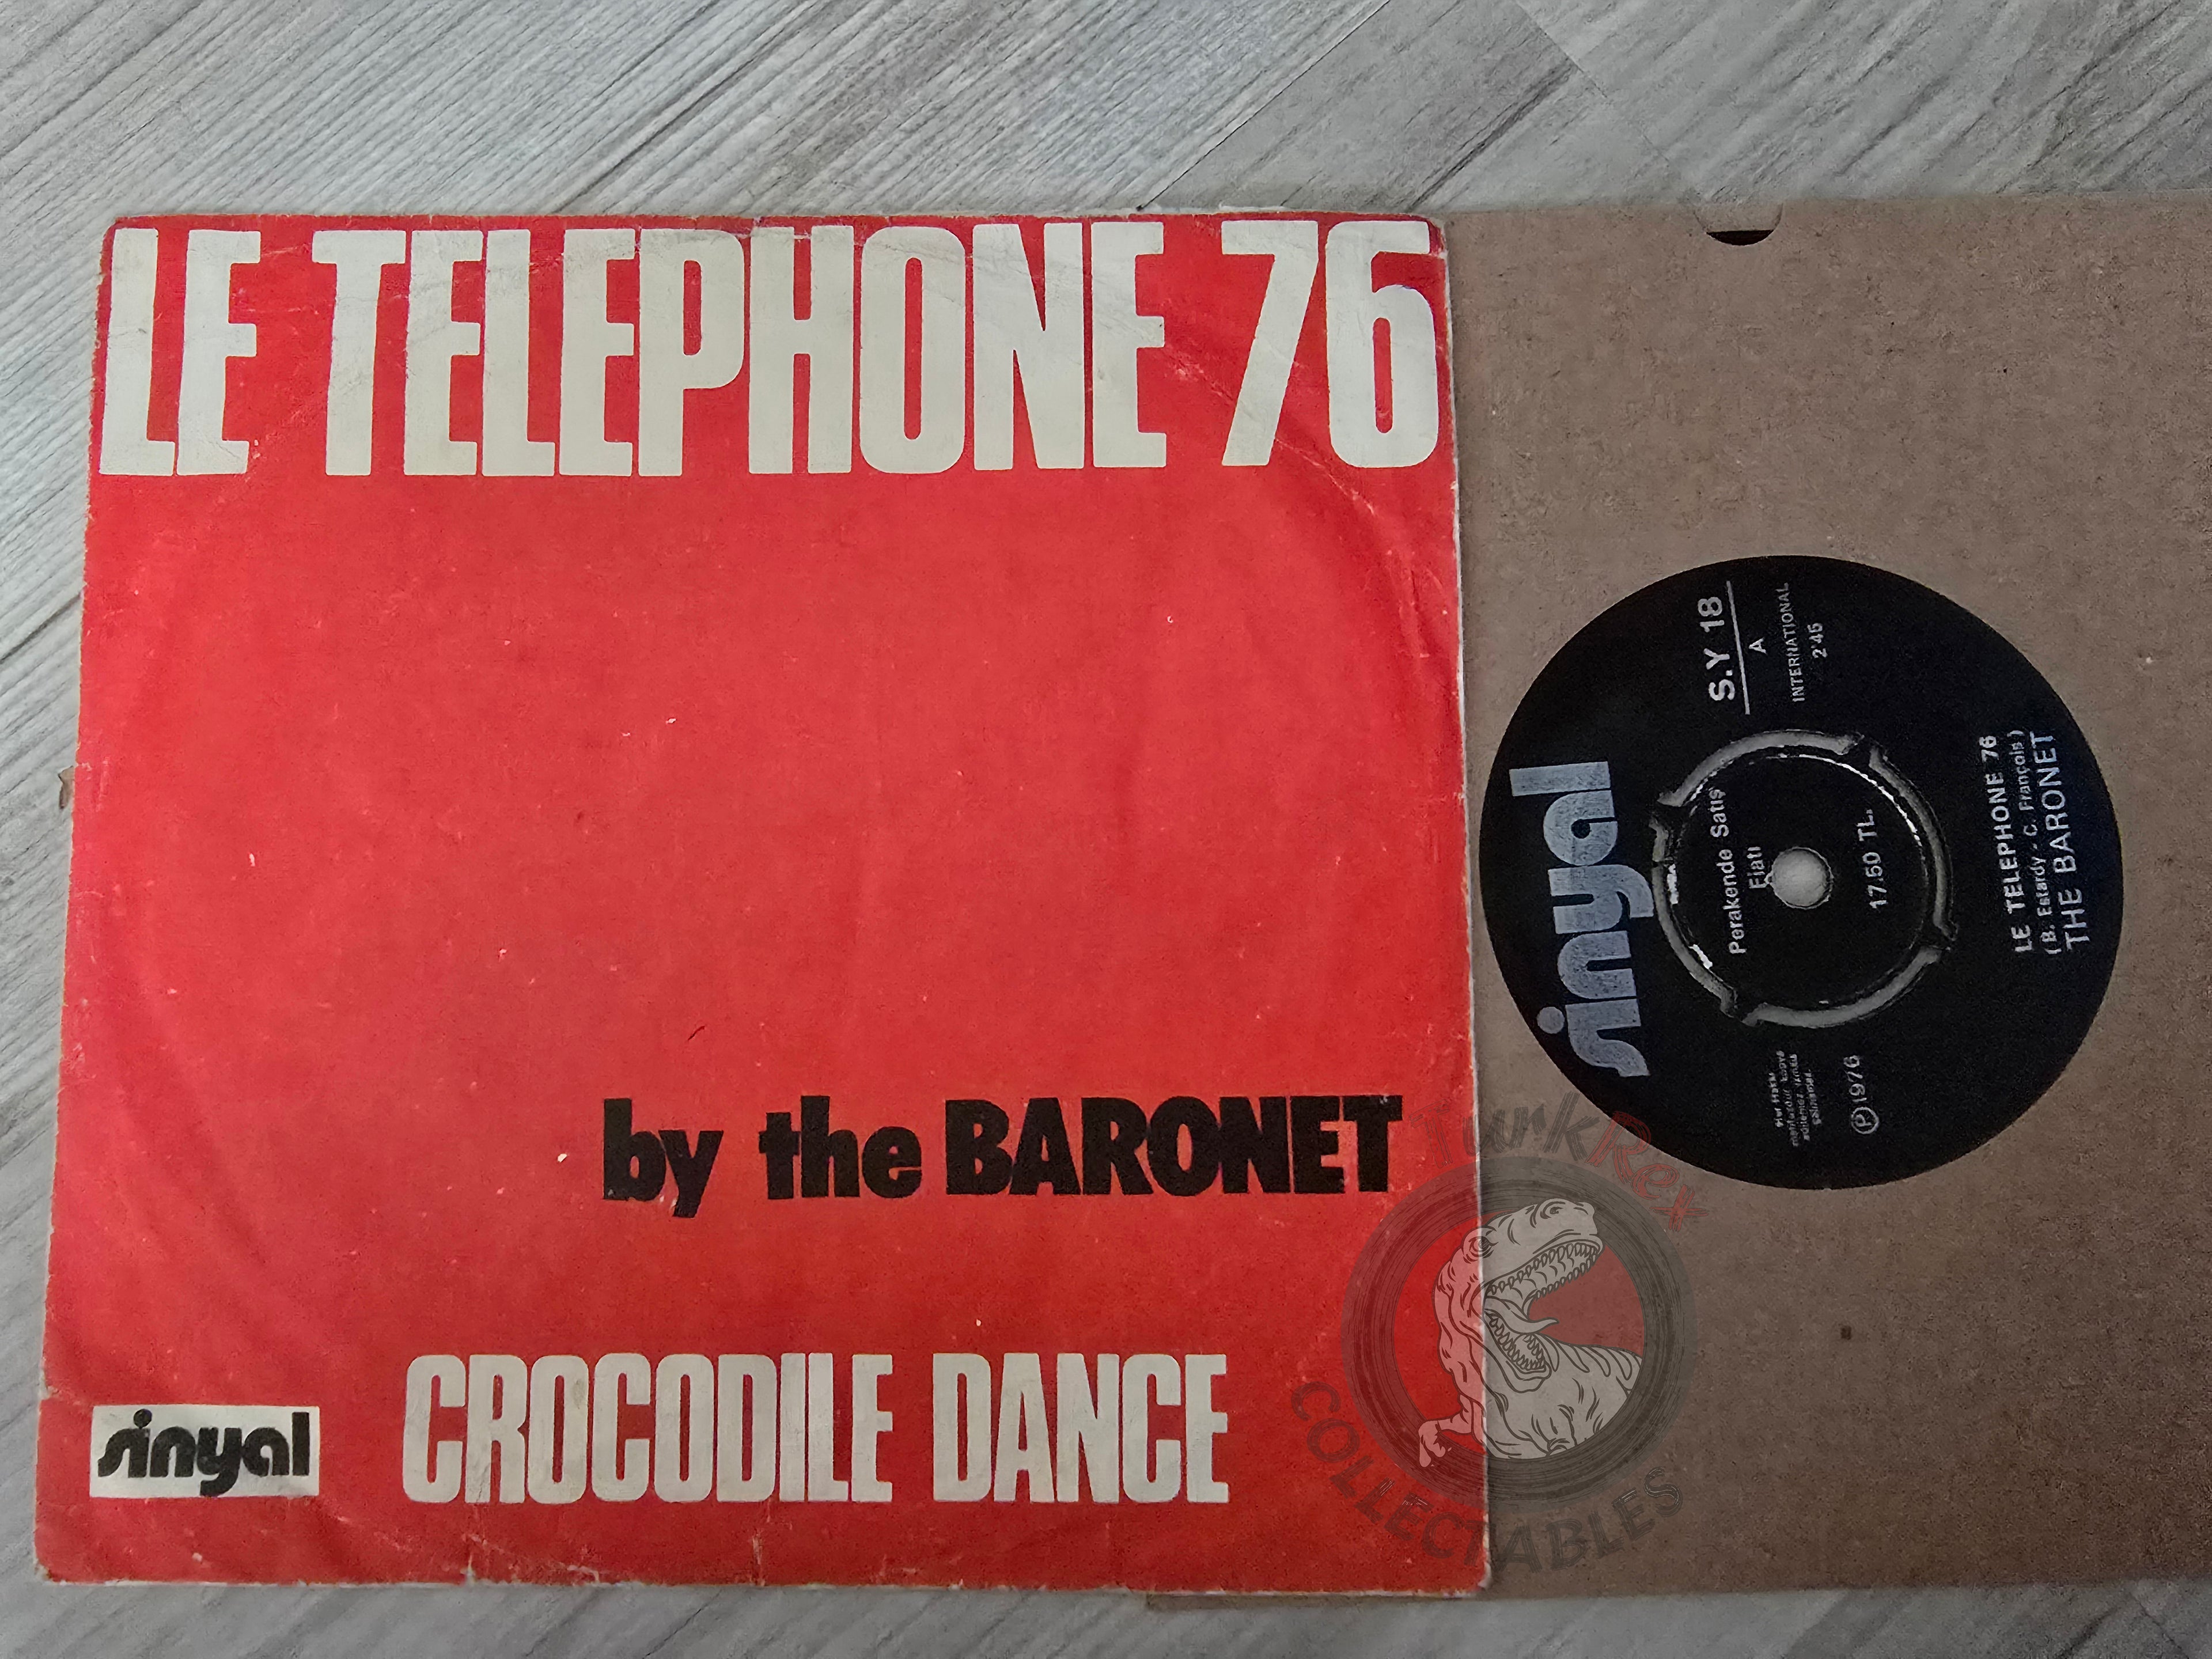 LE TELEPHONE 76
by the BARONET
CROCODILE DANCE
sinyal
sinyal
S.Y 18
A
INTERNATIONAL
2'45
Perakende Satış
Fiatı
17.50 TL.
℗ 1976
LE TELEPHONE 76
( B. Estardy - C. François )
THE BARONET
TurkRex
COLLECTABLES